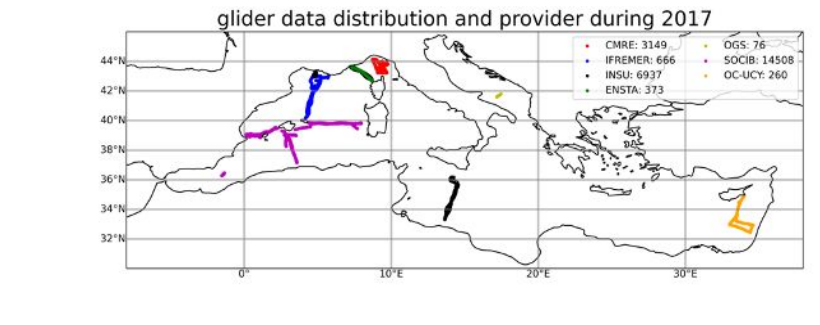 glider data distribution and provider during 2017
CMRE: 3149
IFREMER: 666
INSU: 6937
ENSTA: 373
OGS: 76
SOCIB: 14508
OC-UCY: 260
44°N
42°N
40°N
38°N
36°N
34°N
32°N
0° 10°E 20°E 30°E